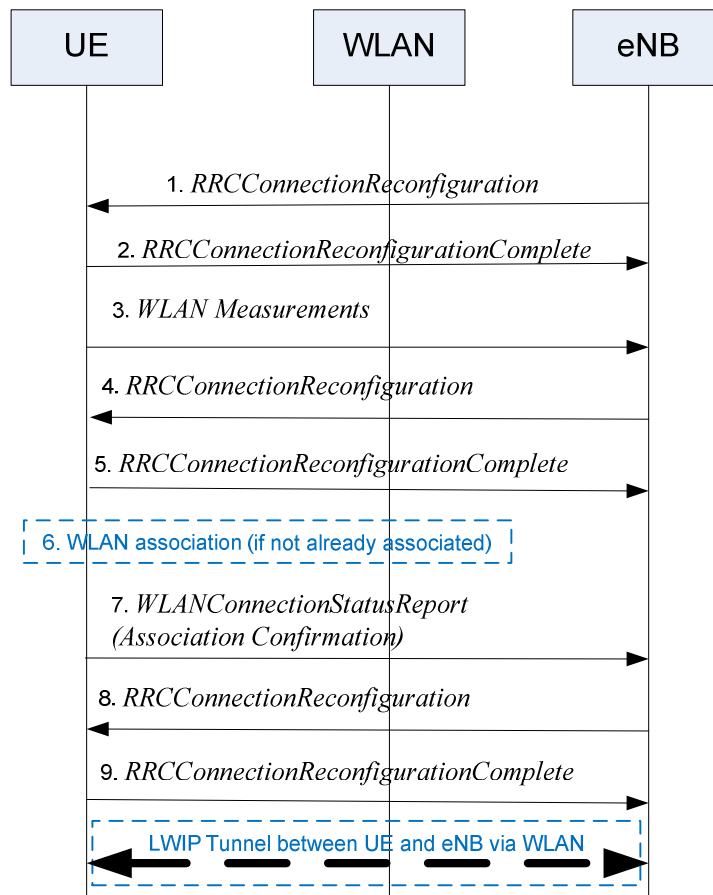 UE
WLAN
eNB
1. RRCConnectionReconfiguration
2. RRCConnectionReconfigurationComplete
3. WLAN Measurements
4. RRCConnectionReconfiguration
5. RRCConnectionReconfigurationComplete
6. WLAN association (if not already associated)
7. WLANConnectionStatusReport
(Association Confirmation)
8. RRCConnectionReconfiguration
9. RRCConnectionReconfigurationComplete
LWIP Tunnel between UE and eNB via WLAN